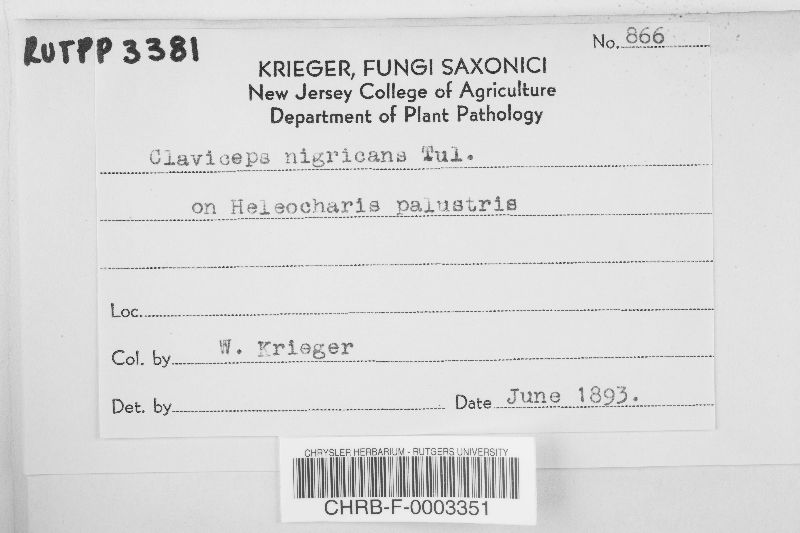 RUTPP 3381
No. 866
KRIEGER, FUNGI SAXONICI
New Jersey College of Agriculture
Department of Plant Pathology
Claviceps nigricans Tul.
on Heleocharis palustris
Loc.
Col. by W. Krieger
Det. by Date June 1893.
CHRYSLER HERBARIUM - RUTGERS UNIVERSITY
CHRB-F-0003351